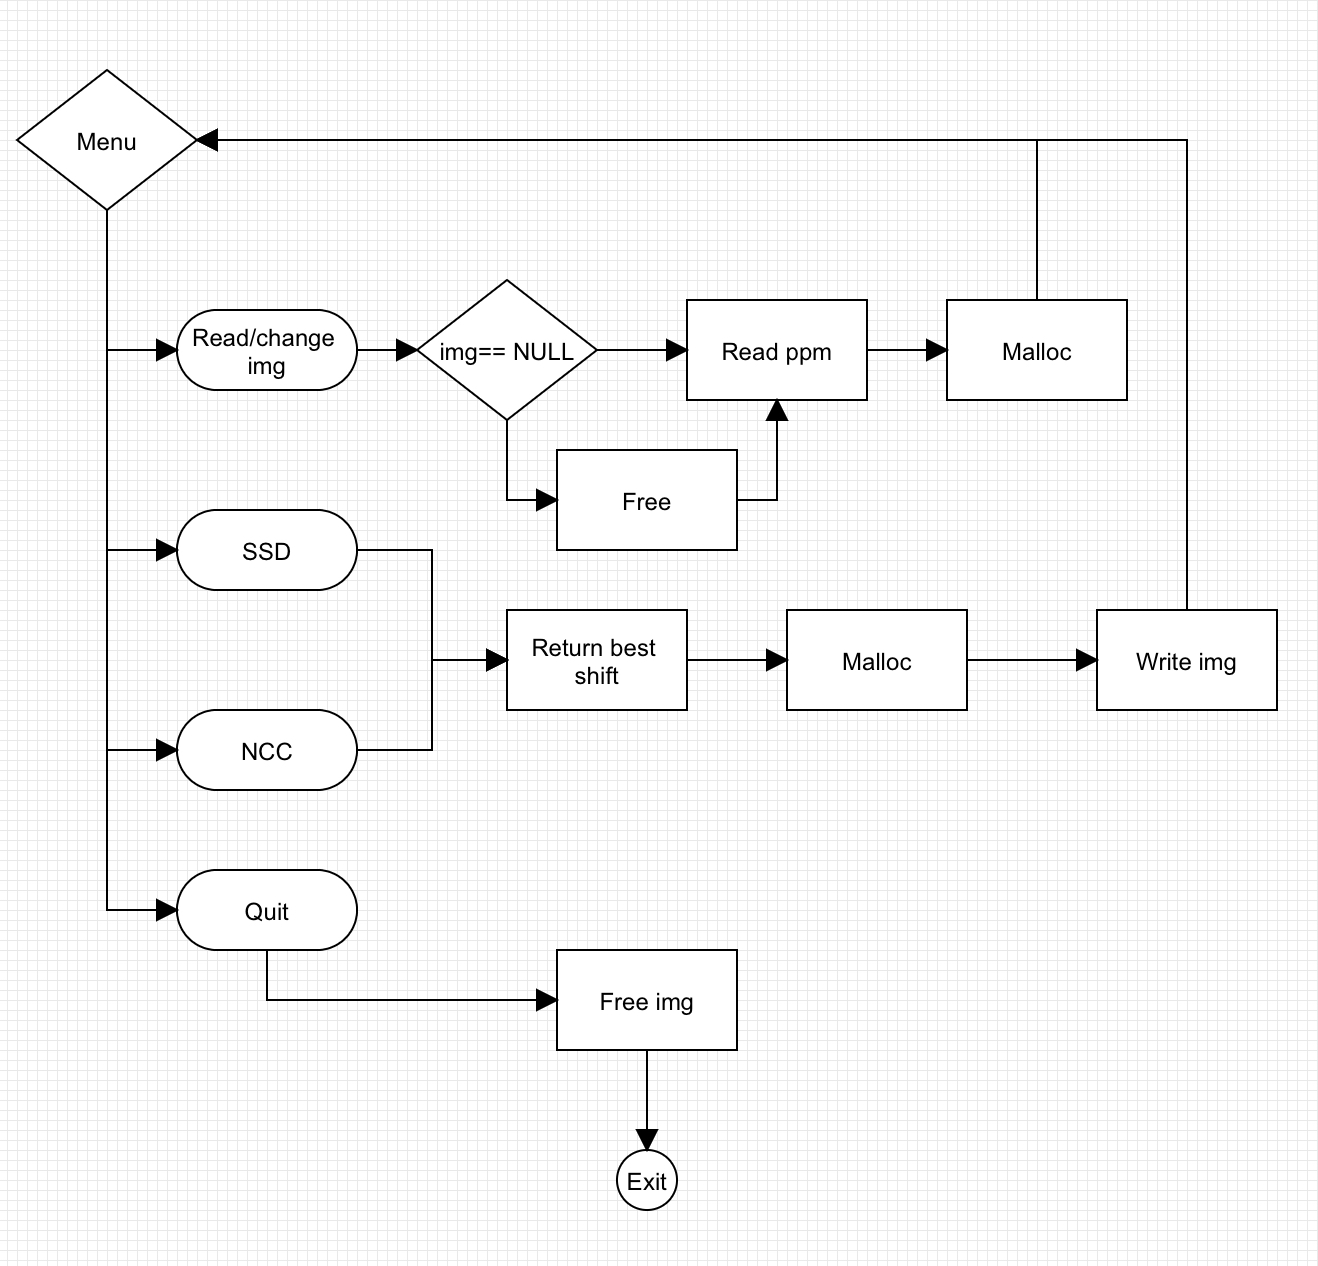 Menu
Read/change
img
img== NULL
Read ppm
Malloc
Free
SSD
Return best
shift
Malloc
Write img
NCC
Quit
Free img
Exit